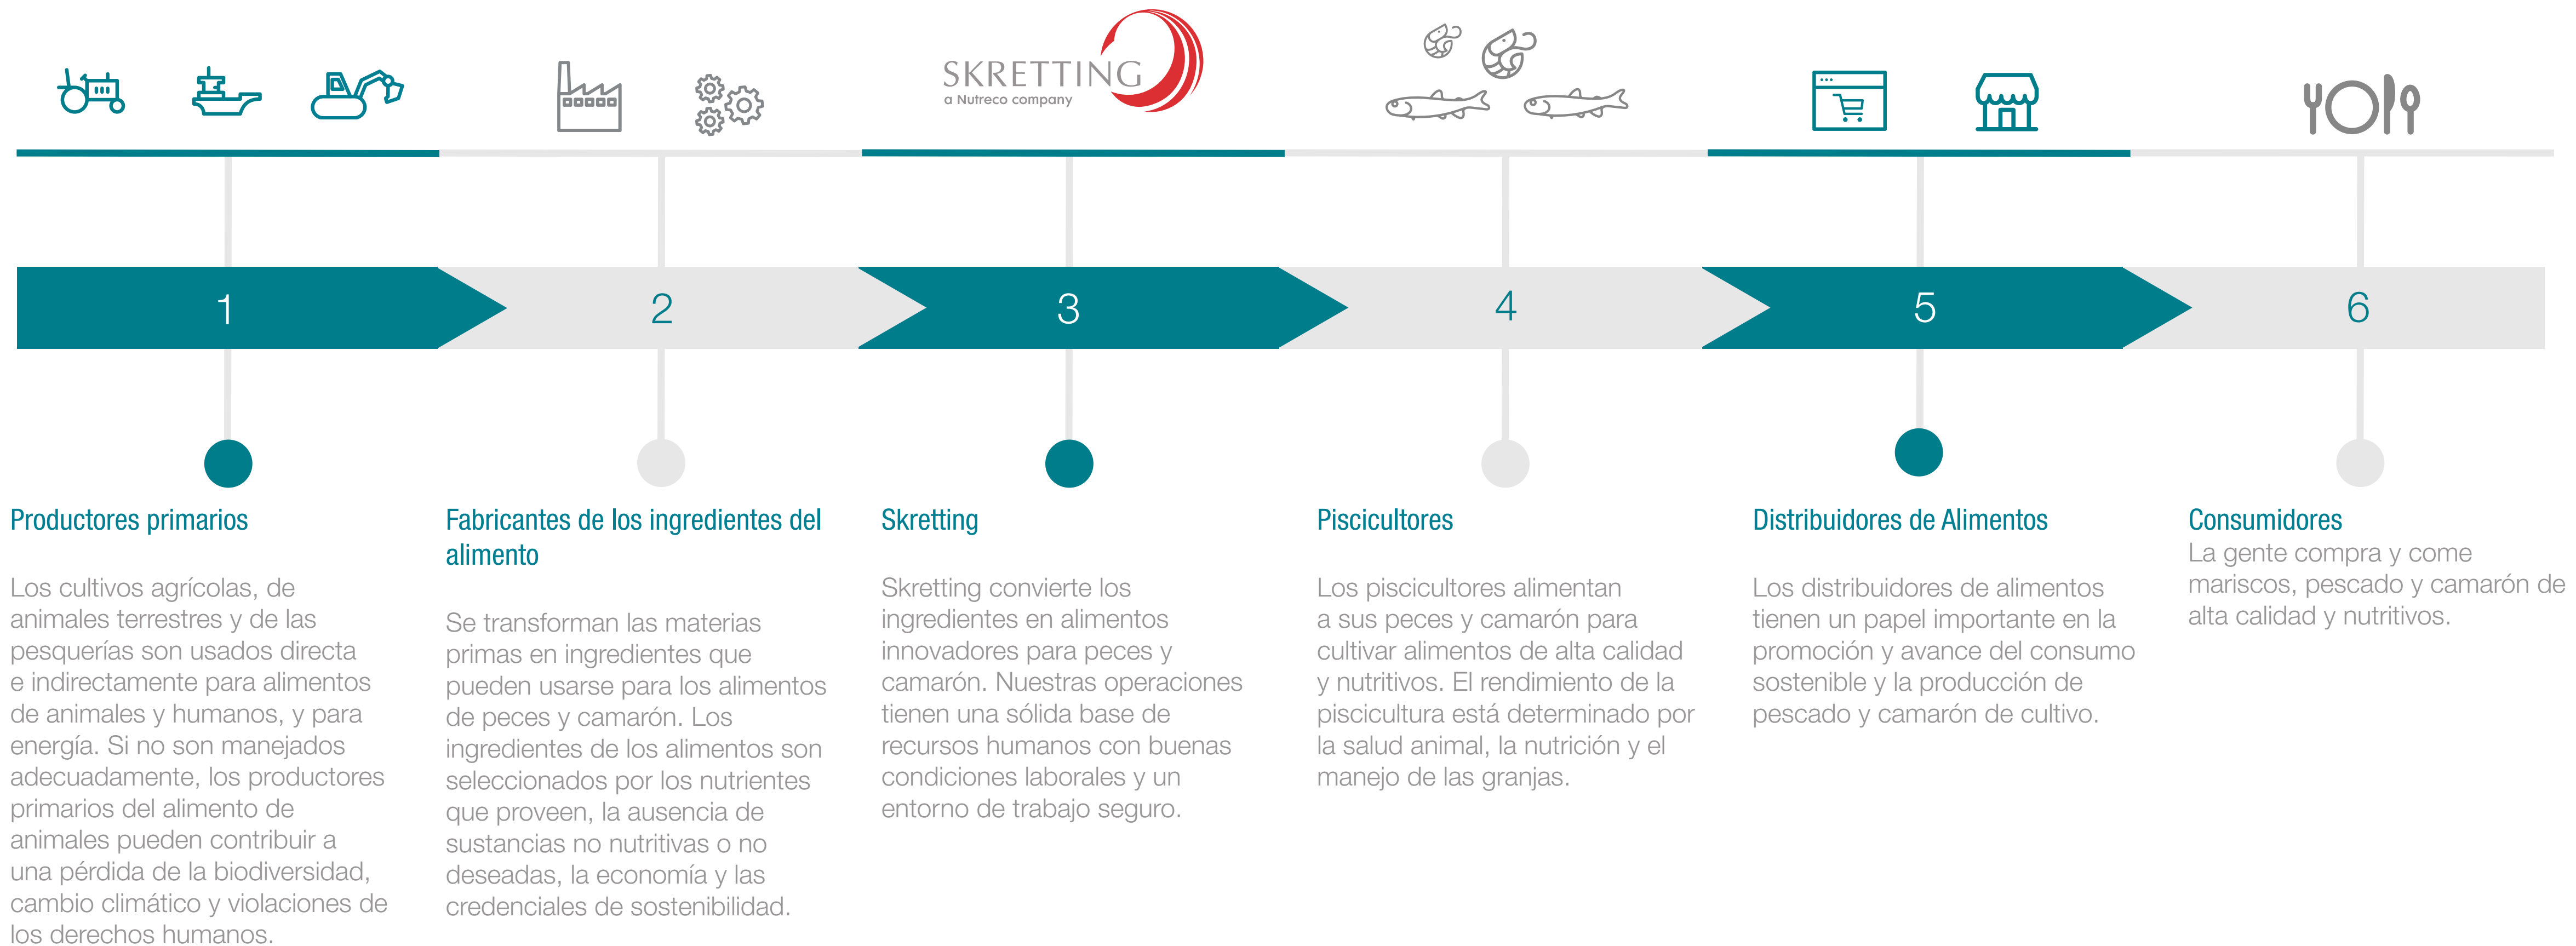 SKRETTING
a Nutreco company
1
2
3
4
5
6
Productores primarios
Los cultivos agrícolas, de
animales terrestres y de las
pesquerías son usados directa
e indirectamente para alimentos
de animales y humanos, y para
energía. Si no son manejados
adecuadamente, los productores
primarios del alimento de
animales pueden contribuir a
una pérdida de la biodiversidad,
cambio climático y violaciones de
los derechos humanos.
Fabricantes de los ingredientes del
alimento
Se transforman las materias
primas en ingredientes que
pueden usarse para los alimentos
de peces y camarón. Los
ingredientes de los alimentos son
seleccionados por los nutrientes
que proveen, la ausencia de
sustancias no nutritivas o no
deseadas, la economía y las
credenciales de sostenibilidad.
Skretting
Skretting convierte los
ingredientes en alimentos
innovadores para peces y
camarón. Nuestras operaciones
tienen una sólida base de
recursos humanos con buenas
condiciones laborales y un
entorno de trabajo seguro.
Piscicultores
Los piscicultores alimentan
a sus peces y camarón para
cultivar alimentos de alta calidad
y nutritivos. El rendimiento de la
piscicultura está determinado por
la salud animal, la nutrición y el
manejo de las granjas.
Distribuidores de Alimentos
Los distribuidores de alimentos
tienen un papel importante en la
promoción y avance del consumo
sostenible y la producción de
pescado y camarón de cultivo.
Consumidores
La gente compra y come
mariscos, pescado y camarón de
alta calidad y nutritivos.